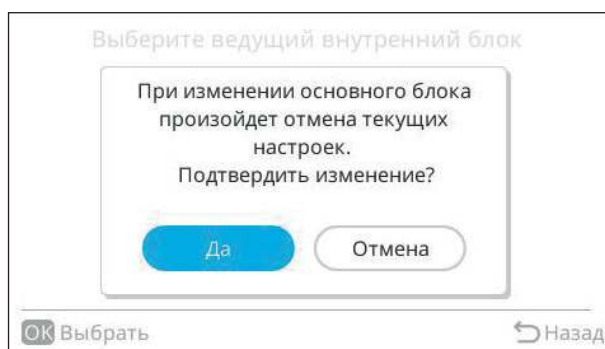 Выберите ведущий внутренний блок
При изменении основного блока
произойдет отмена текущих
настроек.
Подтвердить изменение?
Да
Отмена
OK Выбрать
Назад